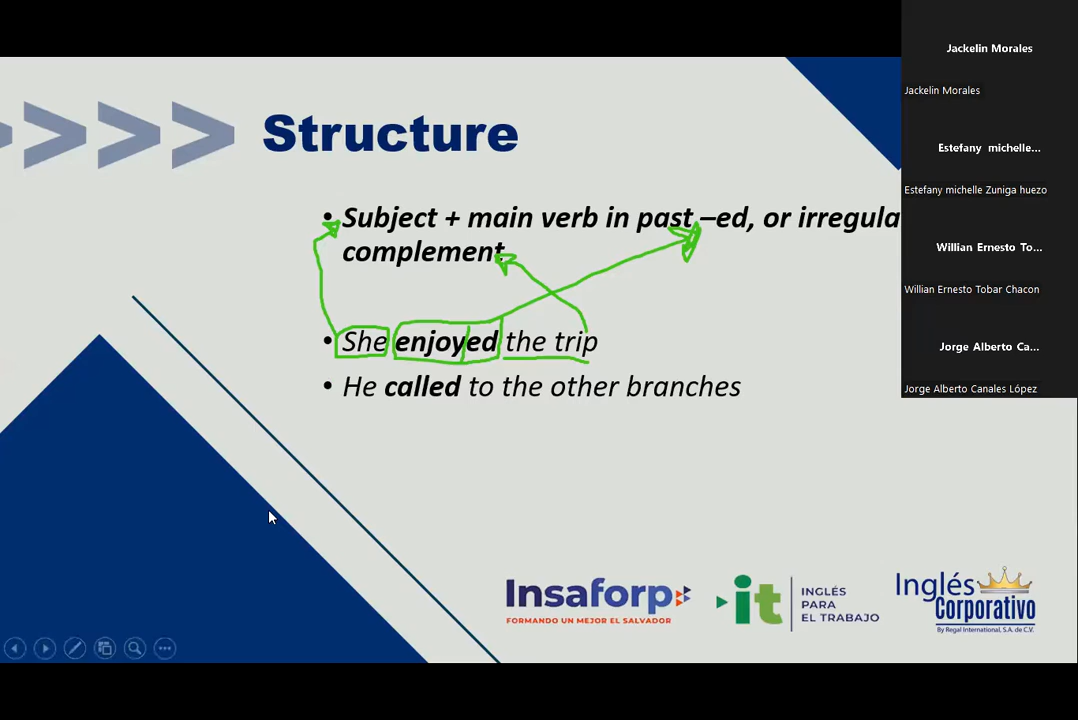 Structure
• Subject + main verb in past –ed, or irregula
complement
• She enjoyed the trip
• He called to the other branches
Jackelin Morales
Jackelin Morales
Estefany michelle...
Estefany michelle Zuniga huezo
Willian Ernesto To...
Willian Ernesto Tobar Chacon
Jorge Alberto Ca...
Jorge Alberto Canales López
Insaforp
FORMANDO UN MEJOR EL SALVADOR
it
INGLÉS
PARA
EL TRABAJO
Inglés
Corporativo
By Regal International, S.A. de C.V.